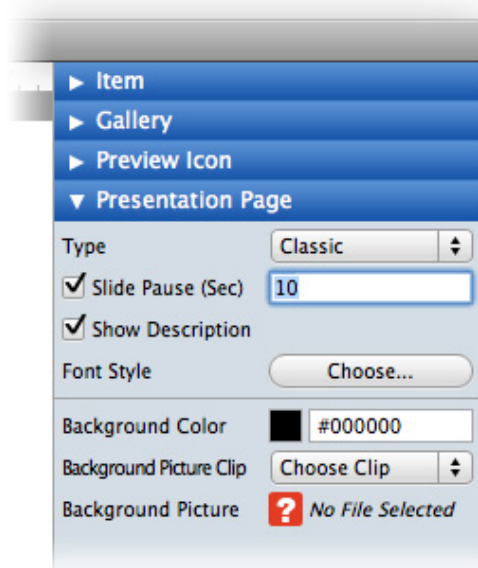 Item
Gallery
Preview Icon
Presentation Page
Type Classic
Slide Pause (Sec) 10
Show Description
Font Style Choose...
Background Color #000000
Background Picture Clip Choose Clip
Background Picture ? No File Selected